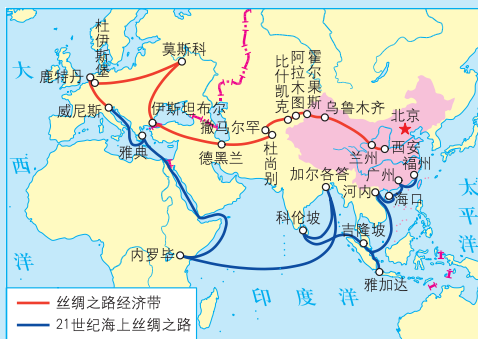 大
西
洋
太
平
洋
印度洋
杜伊斯堡
鹿特丹
莫斯科
威尼斯
伊斯坦布尔
雅典
撒马尔罕
德黑兰
杜尚别
比什凯克
阿拉木图
霍尔果斯
乌鲁木齐
北京
兰州
西安
广州
福州
河内
海口
加尔各答
科伦坡
吉隆坡
内罗毕
雅加达
丝绸之路经济带
21世纪海上丝绸之路